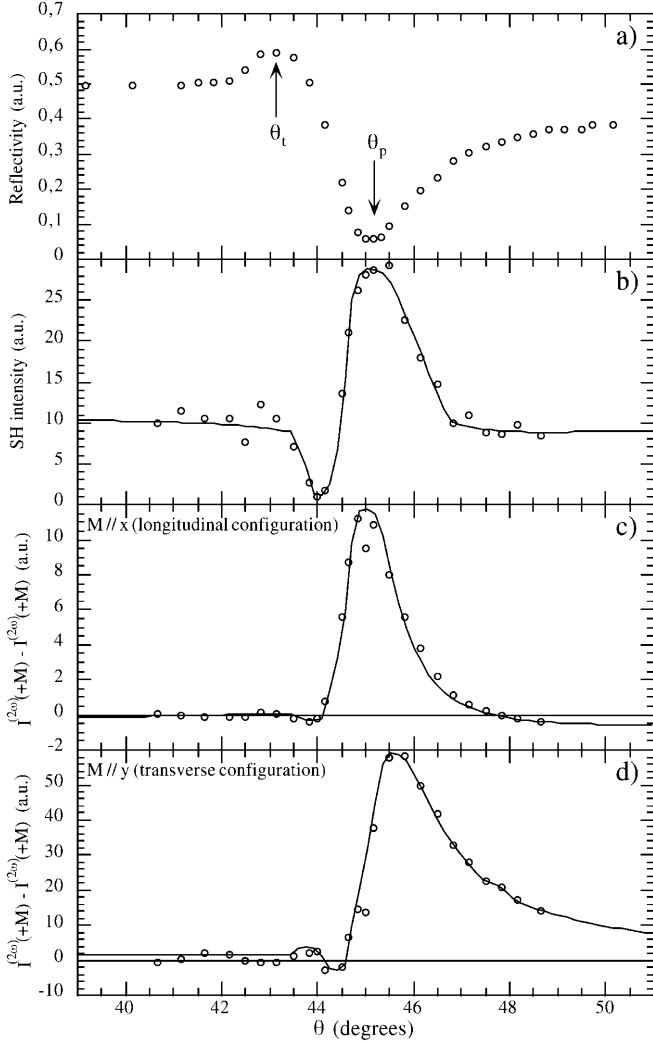 0,7
0,6
0,5
0,4
0,3
0,2
0,1
0
Reflectivity (a.u.)
a)
θt
θp
25
20
15
10
5
0
SH intensity (a.u.)
b)
M // x (longitudinal configuration)
c)
10
8
6
4
2
0
-2
I(2ω)(+M) - I(2ω)(+M) (a.u.)
M // y (transverse configuration)
d)
50
40
30
20
10
0
-10
I(2ω)(+M) - I(2ω)(+M) (a.u.)
40 42 44 46 48 50
θ (degrees)